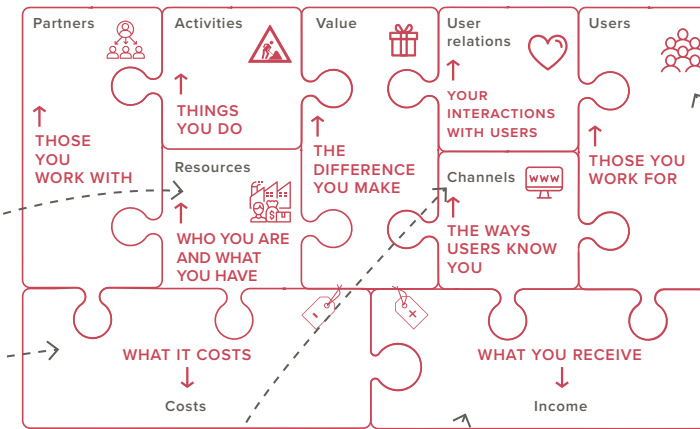 Partners
THOSE
YOU
WORK WITH
Activities
THINGS
YOU DO
Resources
WHO YOU ARE
AND WHAT
YOU HAVE
Value
THE
DIFFERENCE
YOU MAKE
User
relations
YOUR
INTERACTIONS
WITH USERS
Channels
WWW
THE WAYS
USERS KNOW
YOU
Users
THOSE YOU
WORK FOR
-
$
+
WHAT IT COSTS
Costs
WHAT YOU RECEIVE
Income